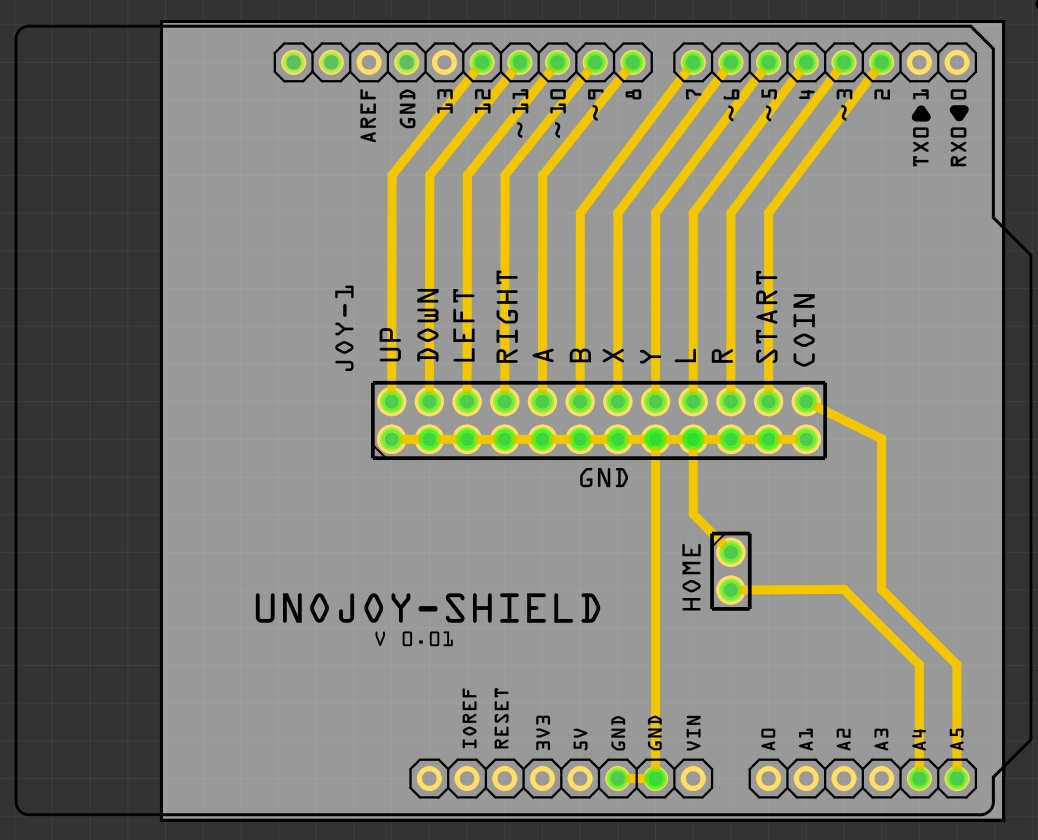 AREF
GND
13
12
~11
~10
~9
8
7
~6
~5
4
~3
2
TX0▶1
RX0◀0
JOY-1
UP
DOWN
LEFT
RIGHT
A
B
X
Y
L
R
START
COIN
GND
HOME
UNOJOY-SHIELD
V 0.01
IOREF
RESET
3V3
5V
GND
GND
VIN
A0
A1
A2
A3
A4
A5